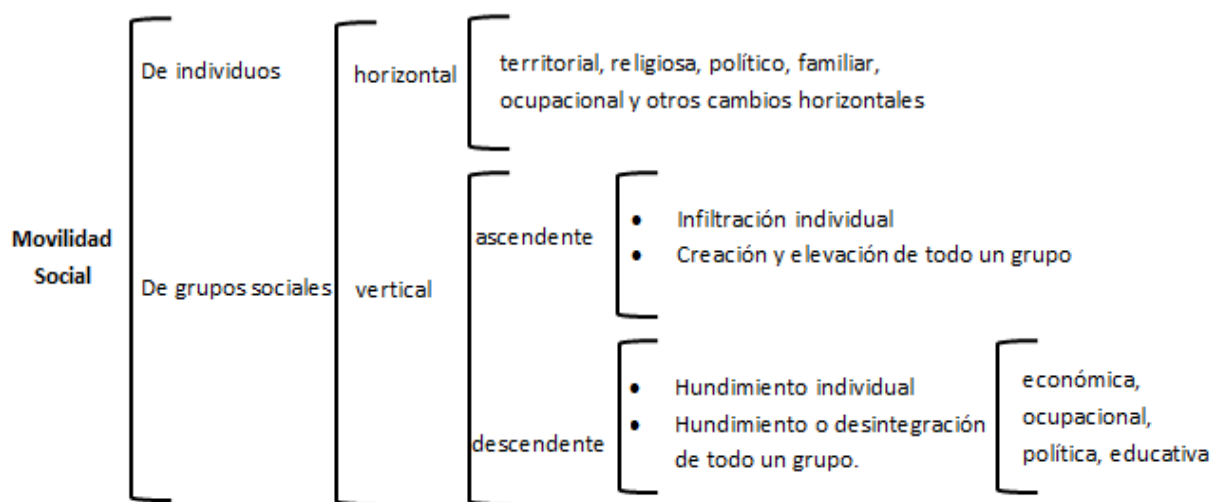 Movilidad
Social
De individuos
De grupos sociales
horizontal
territorial, religiosa, político, familiar,
ocupacional y otros cambios horizontales
vertical
ascendente
• Infiltración individual
• Creación y elevación de todo un grupo
descendente
• Hundimiento individual
• Hundimiento o desintegración
de todo un grupo.
económica,
ocupacional,
política, educativa